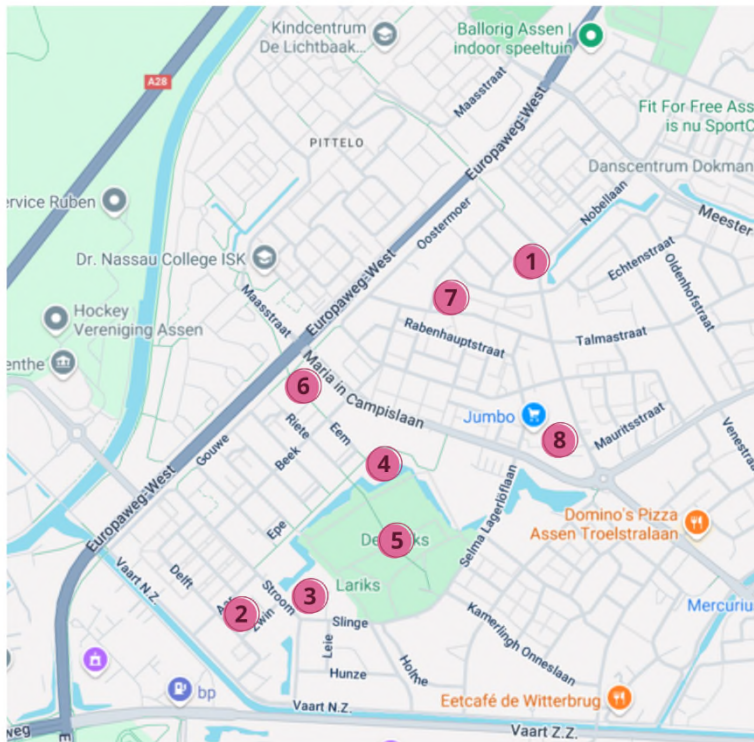 Kindcentrum
De Lichtbaak...
Ballorig Assen |
indoor speeltuin
A28
Maasstraat
Europaweg-West
Fit For Free Ass
is nu SportC
PITTELO
Danscentrum Dokman
ervice Ruben
Nobellaan
Meester
Oostermoer
1
Echtenstraat
Oldenhofstraat
Dr. Nassau College ISK
Europaweg-West
Maasstraat
7
Hockey
Vereniging Assen
Rabenhauptstraat
Talmastraat
enthe
Maria in Campislaan
6
Jumbo
8
Mauritsstraat
Venestra
Riete
Eem
Gouwe
Beek
4
Europaweg-West
Selma Lagerlöflaan
Domino's Pizza
Assen Troelstralaan
Epe
5
Vaart N.Z.
Delft
Lariks
Stroom
3
2
Zwin
Mercuriu
Slinge
Kamerlingh Onneslaan
Leie
Holme
Hunze
bp
Vaart N.Z.
Eetcafé de Witterbrug
weg
E
Vaart Z.Z.